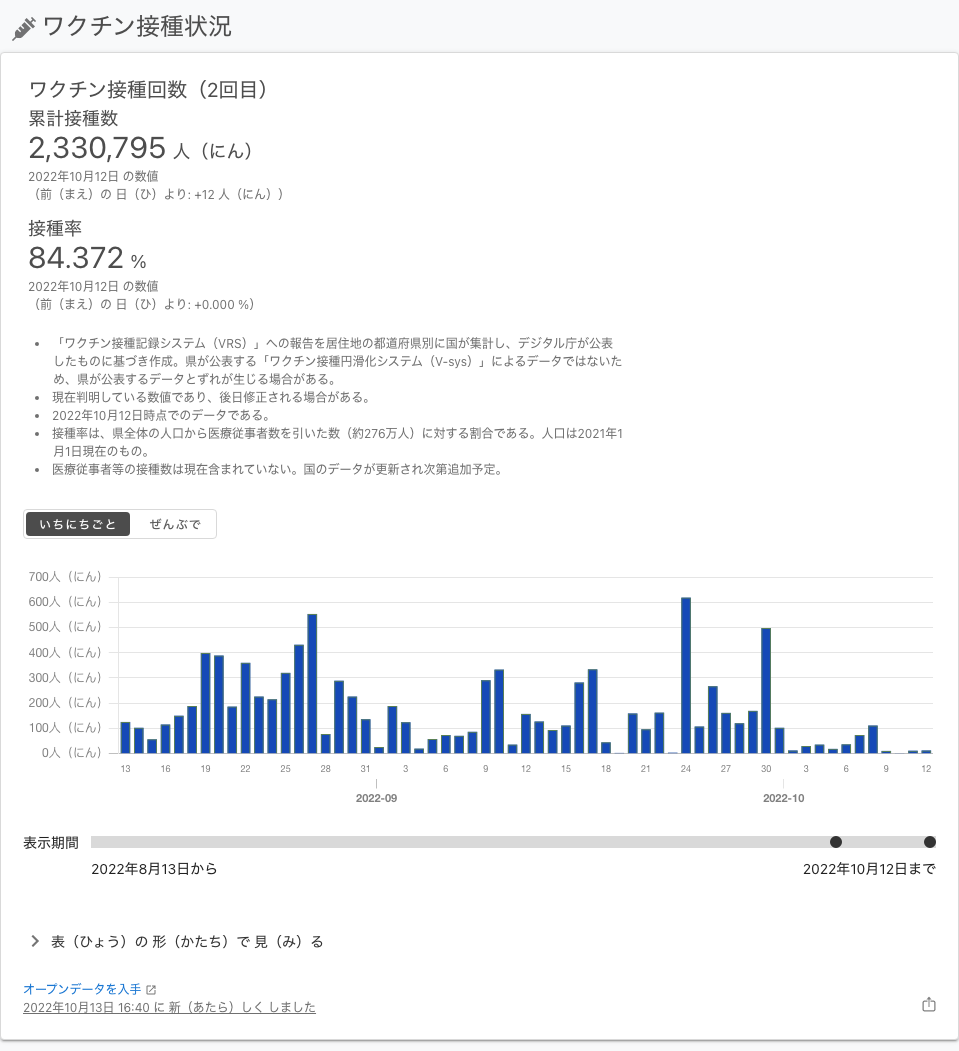 ワクチン接種状況
ワクチン接種回数（2回目）
累計接種数
2,330,795 人（にん）
2022年10月12日 の数値
（前（まえ）の 日（ひ）より: +12 人（にん））
接種率
84.372 %
2022年10月12日 の数値
（前（まえ）の 日（ひ）より: +0.000 %）
• 「ワクチン接種記録システム（VRS）」への報告を居住地の都道府県別に国が集計し、デジタル庁が公表
したものに基づき作成。県が公表する「ワクチン接種円滑化システム（V-sys）」によるデータではないた
め、県が公表するデータとずれが生じる場合がある。
• 現在判明している数値であり、後日修正される場合がある。
• 2022年10月12日時点でのデータである。
• 接種率は、県全体の人口から医療従事者数を引いた数（約276万人）に対する割合である。人口は2021年1
月1日現在のもの。
• 医療従事者等の接種数は現在含まれていない。国のデータが更新され次第追加予定。
いちにちごと ぜんぶで
700人（にん）
600人（にん）
500人（にん）
400人（にん）
300人（にん）
200人（にん）
100人（にん）
0人（にん）
13 16 19 22 25 28 31 3 6 9 12 15 18 21 24 27 30 3 6 9 12
2022-09 2022-10
表示期間
2022年8月13日から 2022年10月12日まで
表（ひょう）の 形（かたち）で 見（み）る
オープンデータを入手
2022年10月13日 16:40 に 新（あたら）しく しました